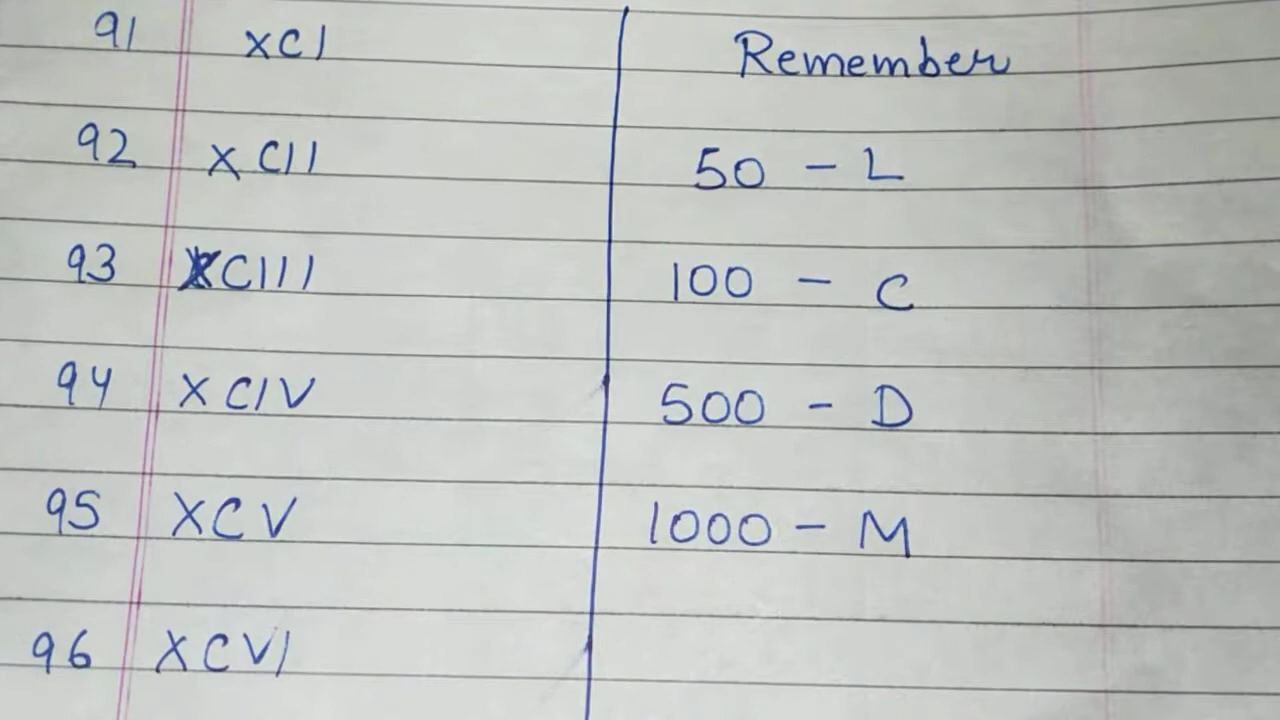 91 XCI
92 XCII
93 XCIII
94 XCIV
95 XCV
96 XCVI
Remember
50 - L
100 - C
500 - D
1000 - M